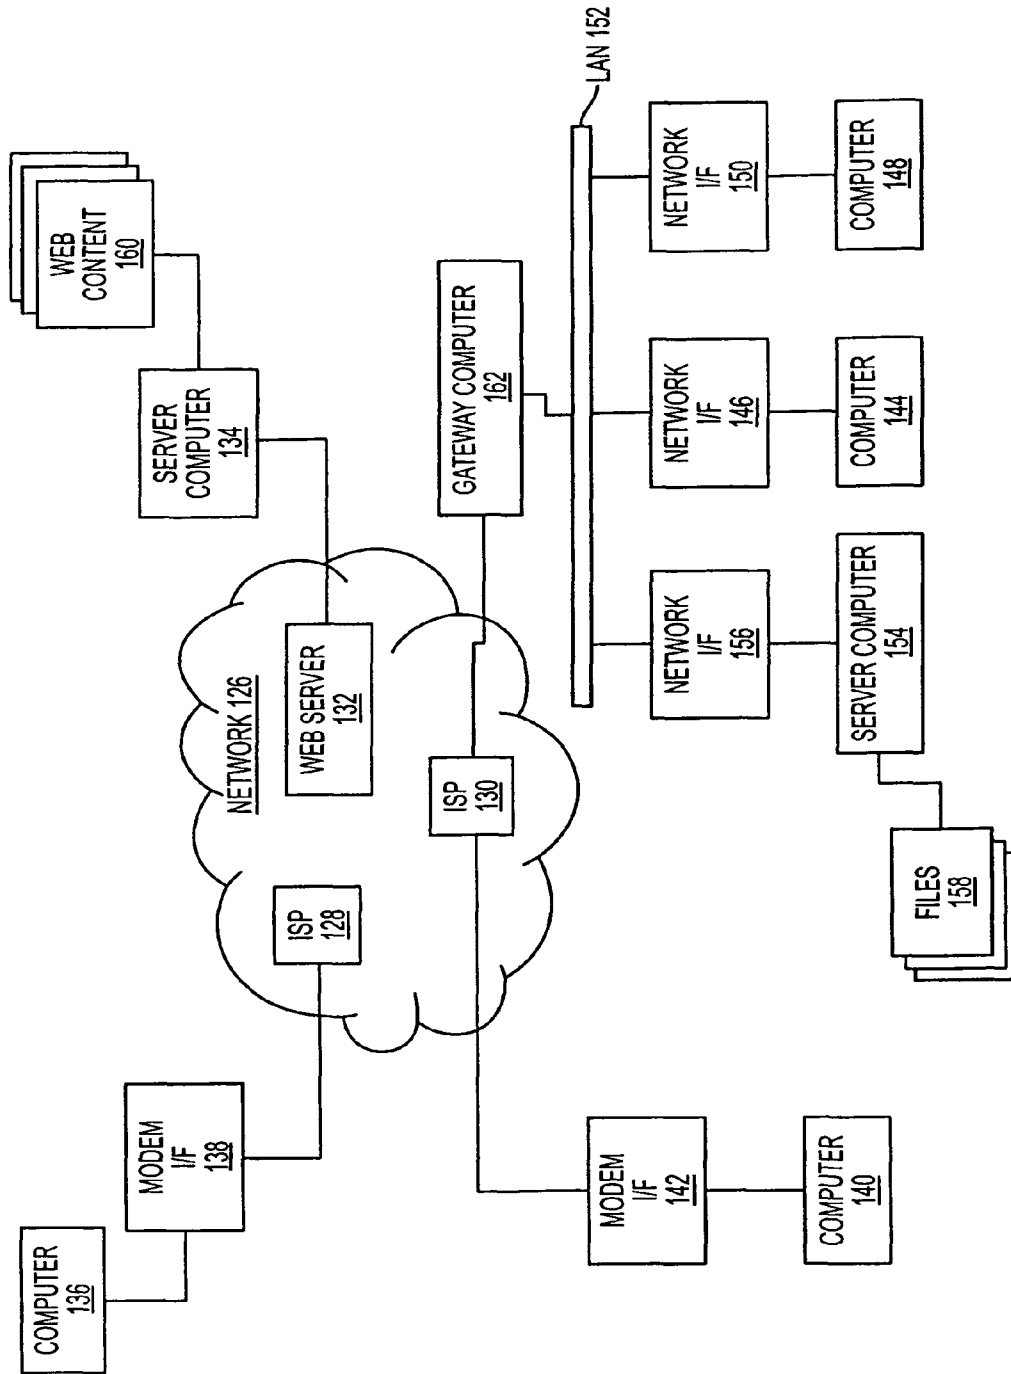 COMPUTER
136
MODEM
I/F
138
ISP
128
NETWORK 126
WEB SERVER
132
SERVER
COMPUTER
134
WEB
CONTENT
160
MODEM
I/F
142
COMPUTER
140
ISP
130
GATEWAY COMPUTER
162
LAN 152
NETWORK
I/F
156
NETWORK
I/F
146
NETWORK
I/F
150
FILES
158
SERVER COMPUTER
154
COMPUTER
144
COMPUTER
148